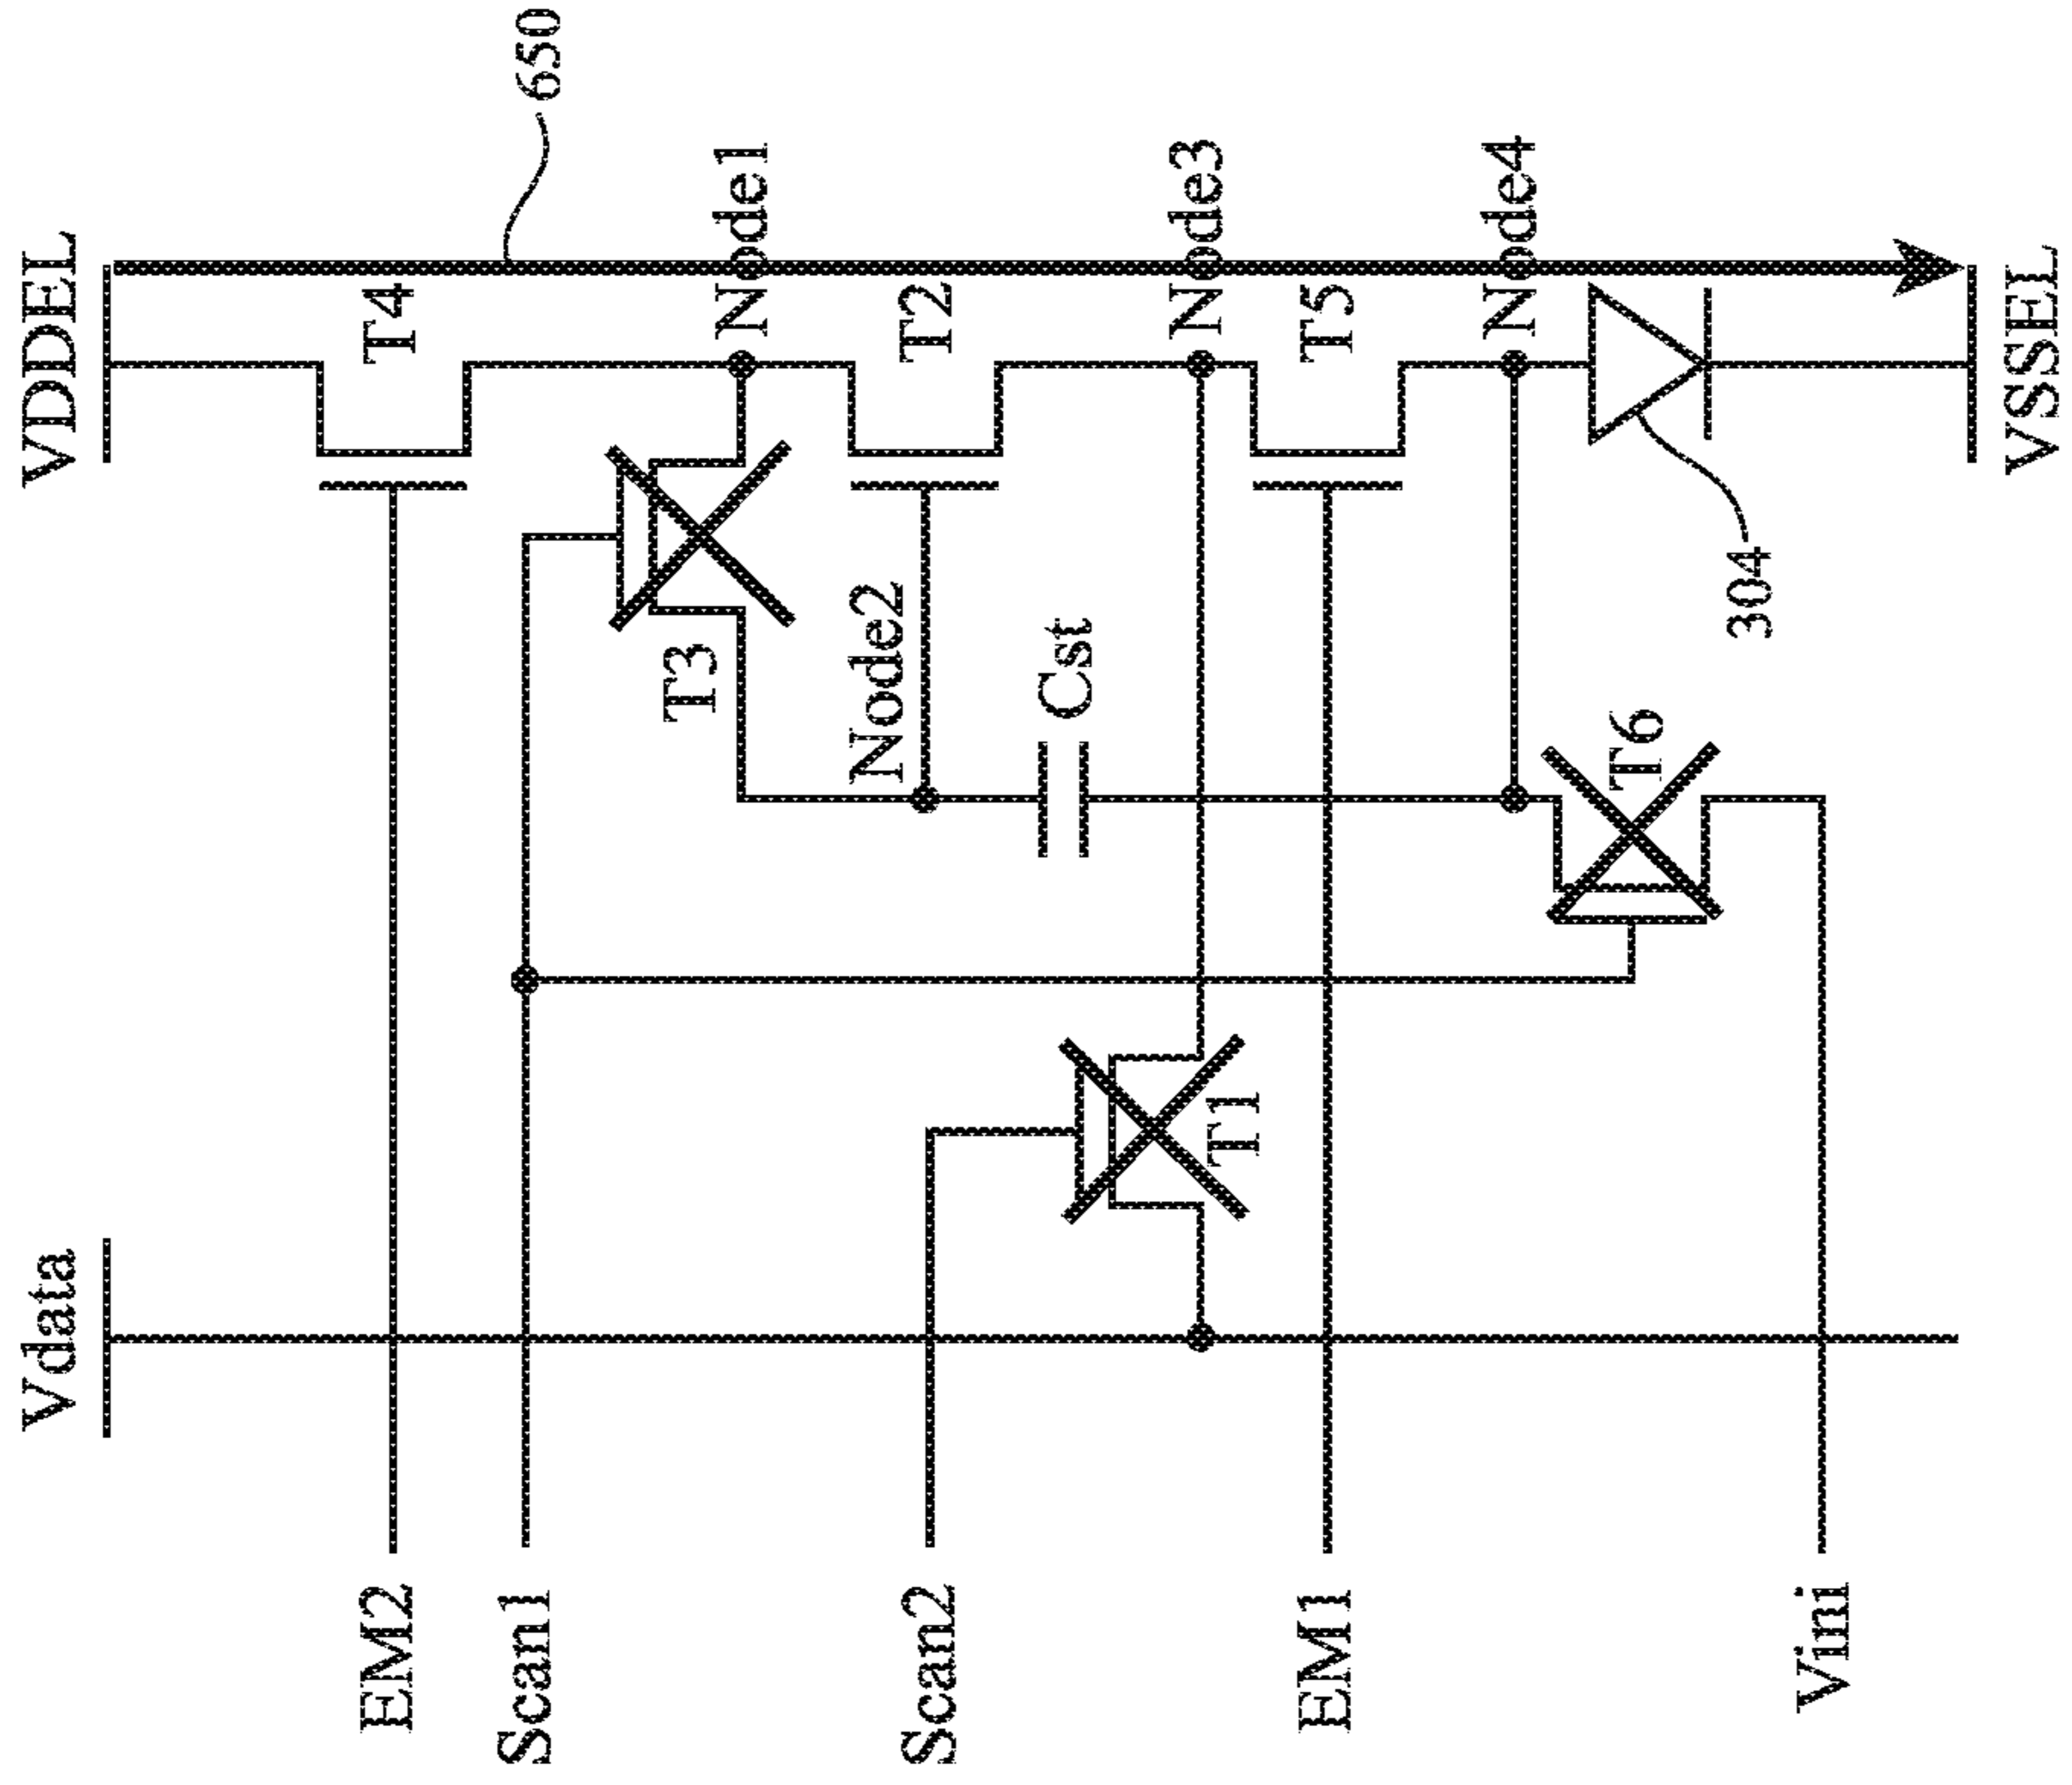 VDDEL
650
T4
Node1
T3
T2
Node2
Cst
Node3
T5
Node4
304
T6
T1
VSSEL
Vdata
EM2
Scan1
Scan2
EM1
Vini